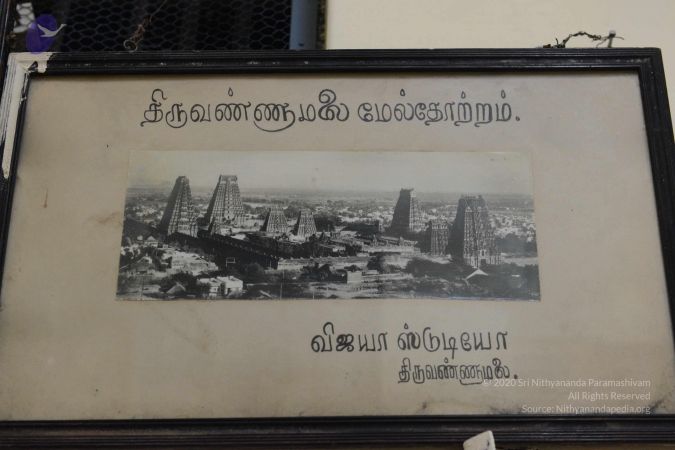 திருவண்ணாமலை மேல்தோற்றம்.
விஜயா ஸ்டுடியோ
திருவண்ணாமலை.
© 2020 Sri Nithyananda Paramashivam
All Rights Reserved
Source: Nithyanandapedia.org